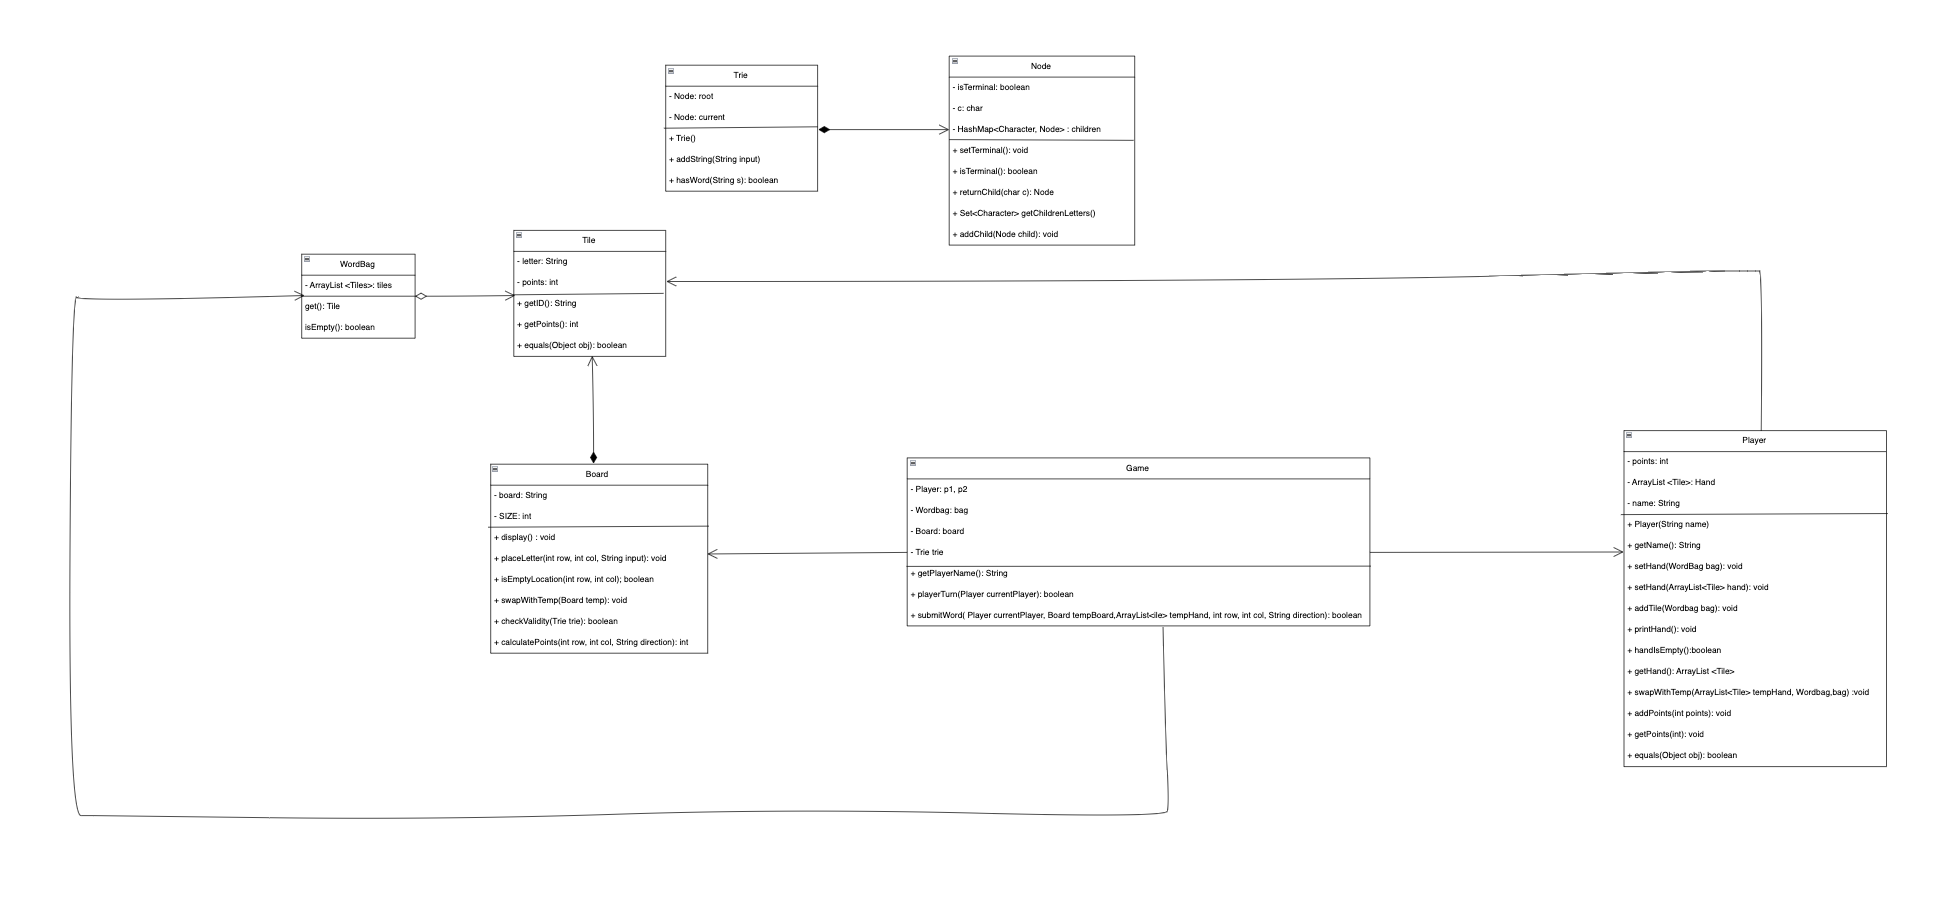 Trie
- Node: root
- Node: current
+ Trie()
+ addString(String input)
+ hasWord(String s): boolean
Node
- isTerminal: boolean
- c: char
- HashMap<Character, Node> : children
+ setTerminal(): void
+ isTerminal(): boolean
+ returnChild(char c): Node
+ Set<Character> getChildrenLetters()
+ addChild(Node child): void
WordBag
- ArrayList <Tiles>: tiles
get(): Tile
isEmpty(): boolean
Tile
- letter: String
- points: int
+ getID(): String
+ getPoints(): int
+ equals(Object obj): boolean
Board
- board: String
- SIZE: int
+ display() : void
+ placeLetter(int row, int col, String input): void
+ isEmptyLocation(int row, int col); boolean
+ swapWithTemp(Board temp): void
+ checkValidity(Trie trie): boolean
+ calculatePoints(int row, int col, String direction): int
Game
- Player: p1, p2
- Wordbag: bag
- Board: board
- Trie trie
+ getPlayerName(): String
+ playerTurn(Player currentPlayer): boolean
+ submitWord( Player currentPlayer, Board tempBoard,ArrayList<ile> tempHand, int row, int col, String direction): boolean
Player
- points: int
- ArrayList <Tile>: Hand
- name: String
+ Player(String name)
+ getName(): String
+ setHand(WordBag bag): void
+ setHand(ArrayList<Tile> hand): void
+ addTile(Wordbag bag): void
+ printHand(): void
+ handIsEmpty():boolean
+ getHand(): ArrayList <Tile>
+ swapWithTemp(ArrayList<Tile> tempHand, Wordbag,bag) :void
+ addPoints(int points): void
+ getPoints(int): void
+ equals(Object obj): boolean